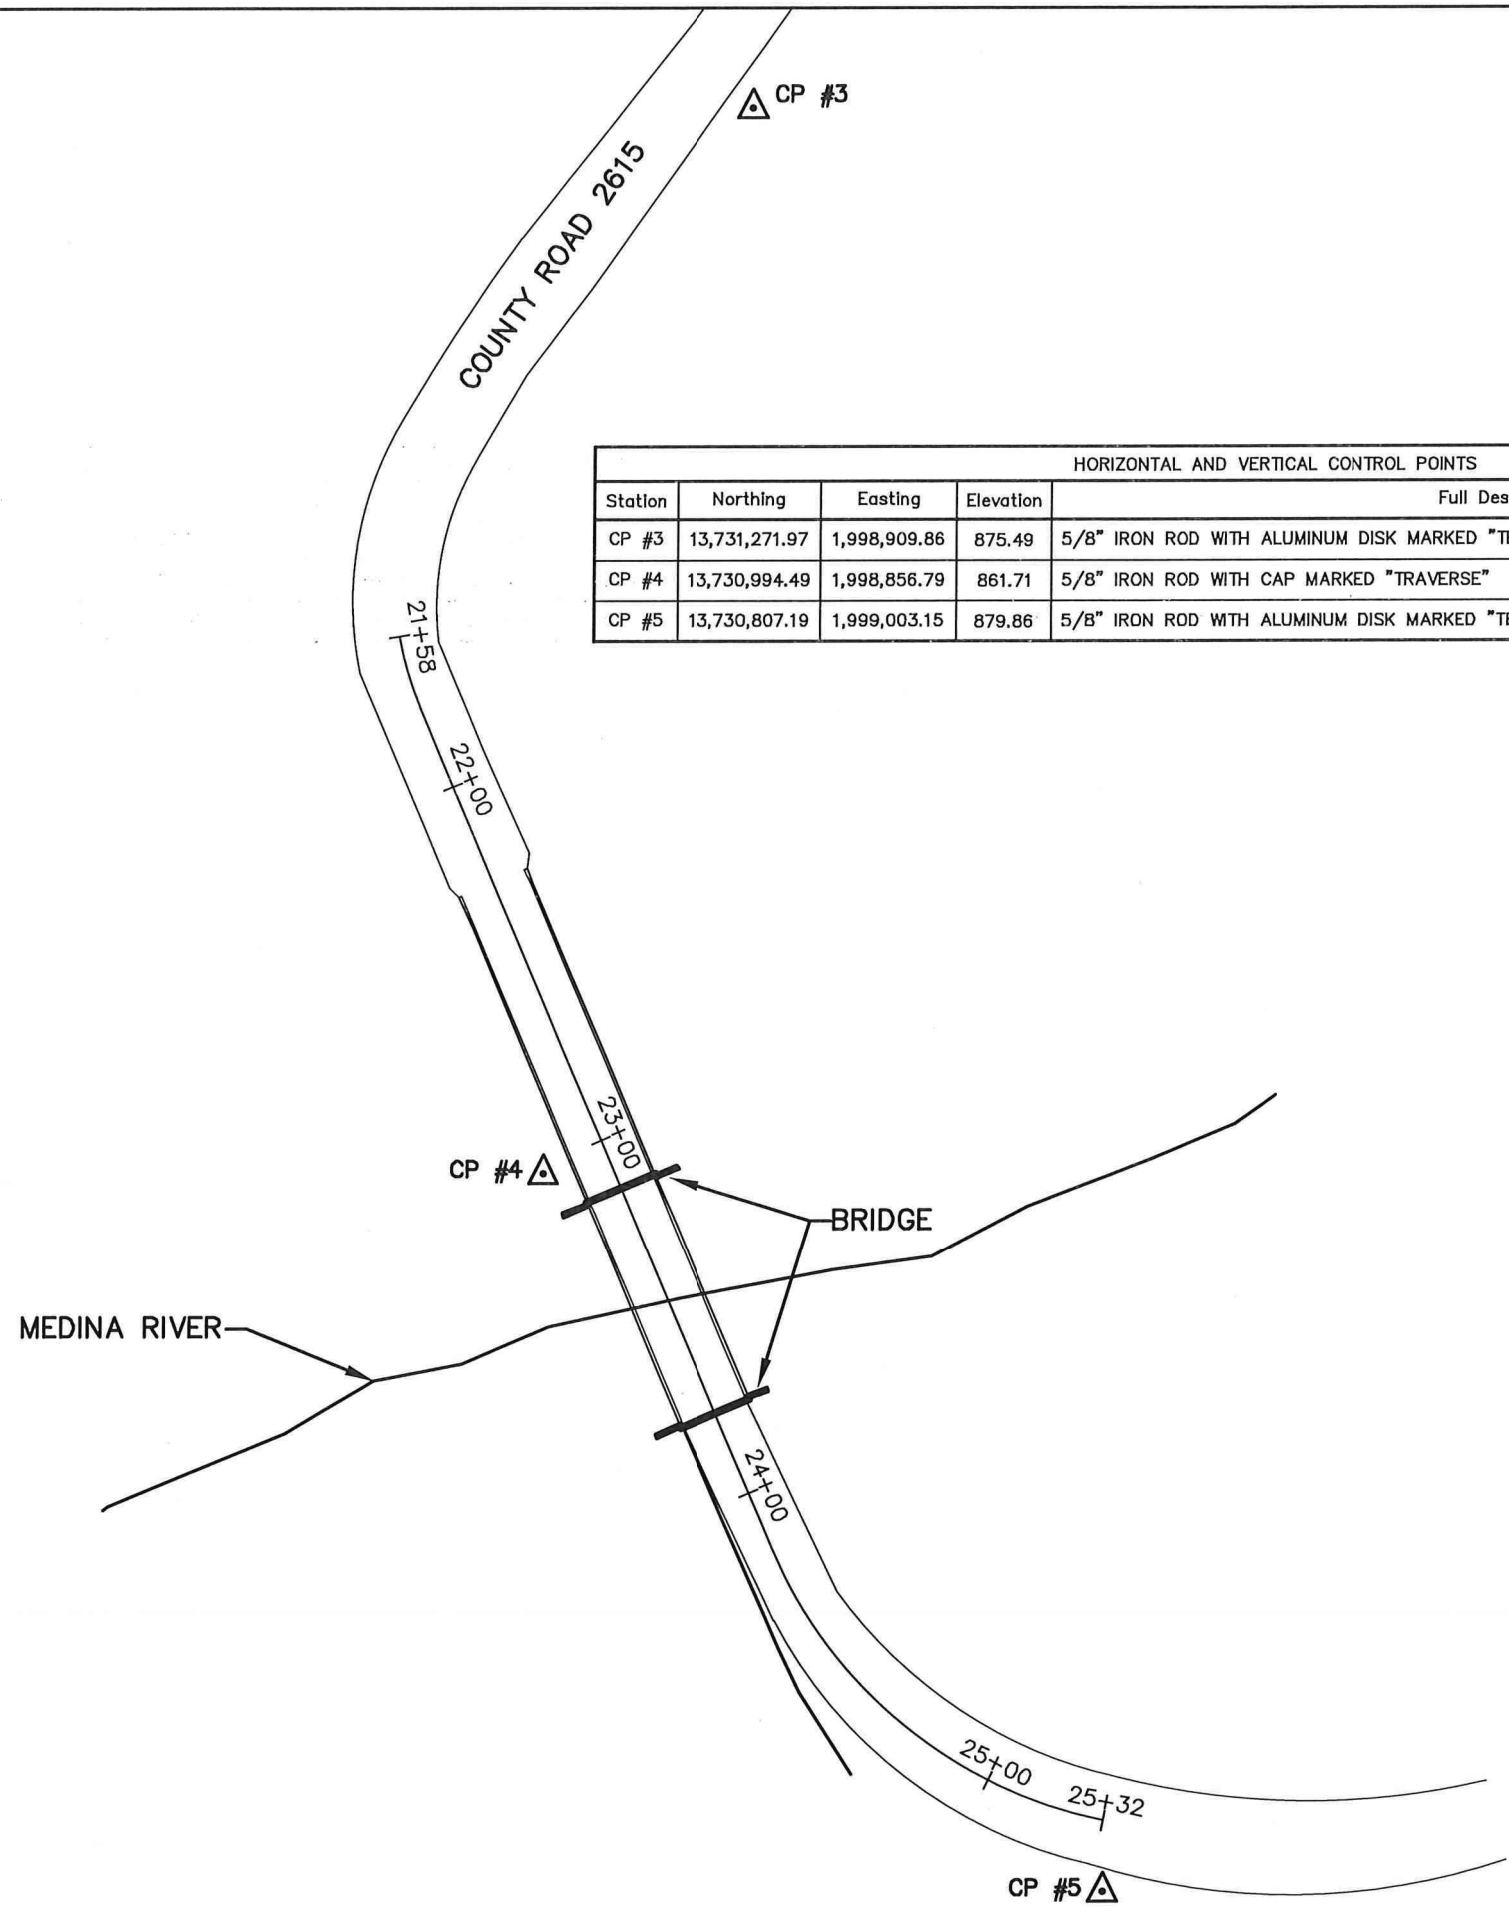 CP #3
COUNTY ROAD 2615
HORIZONTAL AND VERTICAL CONTROL POINTS
Station Northing Easting Elevation Full Des
CP #3 13,731,271.97 1,998,909.86 875.49 5/8" IRON ROD WITH ALUMINUM DISK MARKED "TE
CP #4 13,730,994.49 1,998,856.79 861.71 5/8" IRON ROD WITH CAP MARKED "TRAVERSE"
CP #5 13,730,807.19 1,999,003.15 879.86 5/8" IRON ROD WITH ALUMINUM DISK MARKED "TE
21+58
22+00
23+00
CP #4
BRIDGE
MEDINA RIVER
24+00
25+00
25+32
CP #5